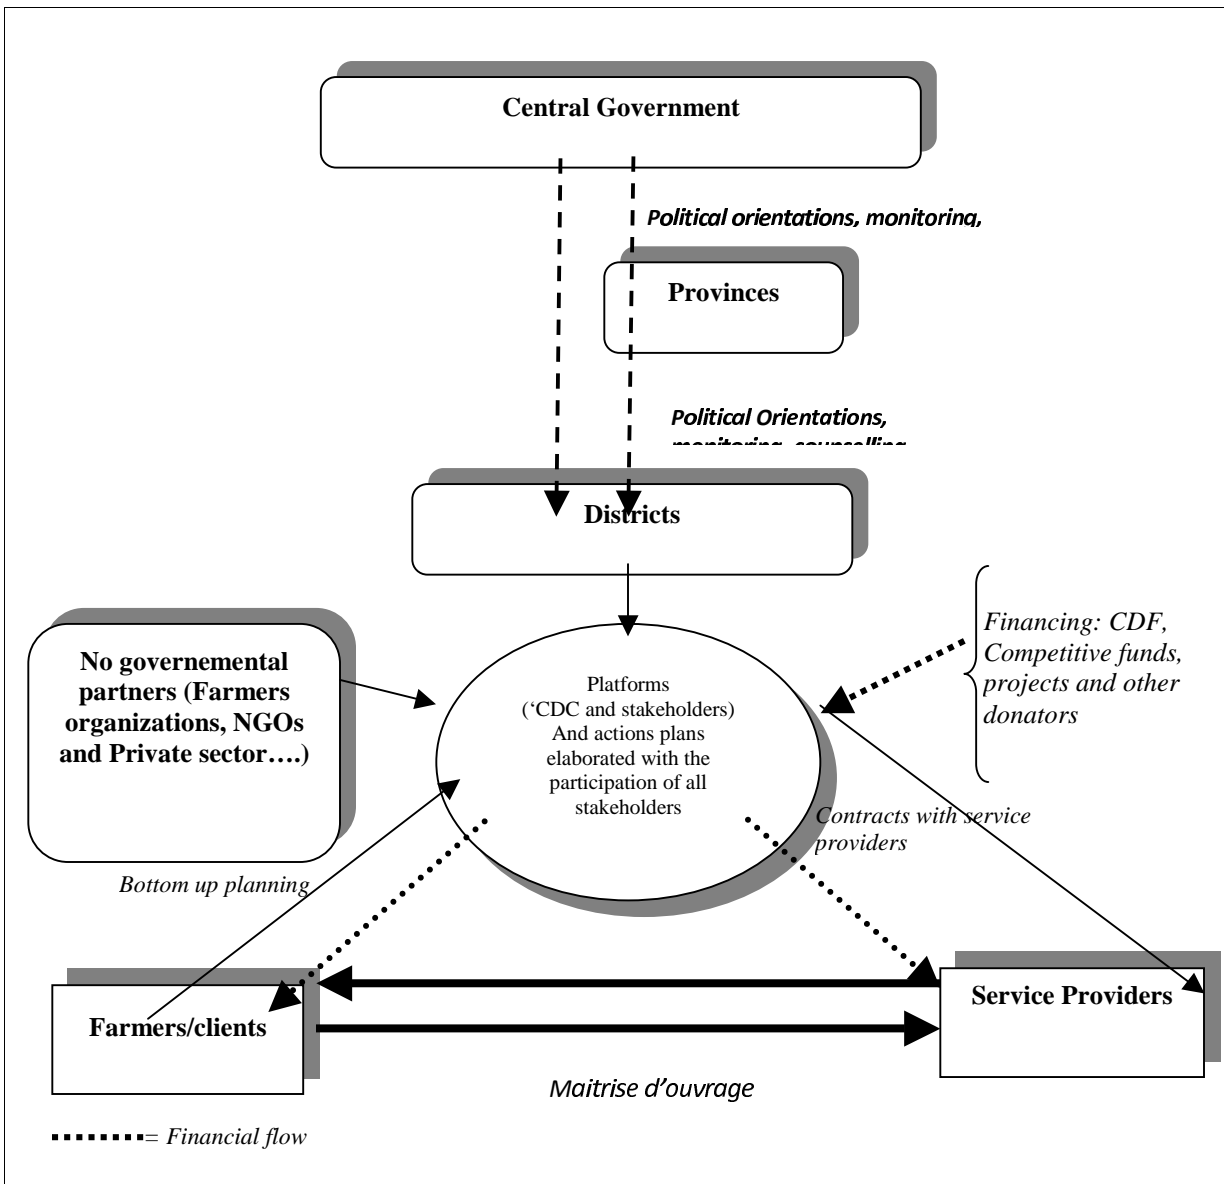 Central Government
Political orientations, monitoring,
Provinces
Political Orientations,
monitoring, counselling
Districts
No governemental
partners (Farmers
organizations, NGOs
and Private sector….)
Platforms
(‘CDC and stakeholders)
And actions plans
elaborated with the
participation of all
stakeholders
Financing: CDF,
Competitive funds,
projects and other
donators
Contracts with service
providers
Bottom up planning
Farmers/clients
Service Providers
Maitrise d’ouvrage
= Financial flow